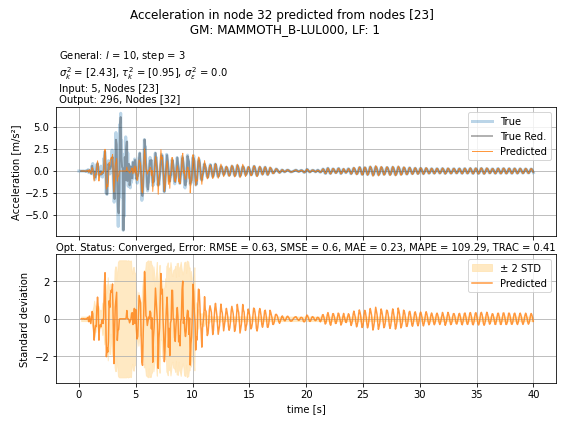 Acceleration in node 32 predicted from nodes [23]
GM: MAMMOTH_B-LUL000, LF: 1
General: l = 10, step = 3
σ²ₖ = [2.43], τ²ₖ = [0.95], σ²ε = 0.0
Input: 5, Nodes [23]
Output: 296, Nodes [32]
Acceleration [m/s²]
5.0
2.5
0.0
−2.5
−5.0
True
True Red.
Predicted
Opt. Status: Converged, Error: RMSE = 0.63, SMSE = 0.6, MAE = 0.23, MAPE = 109.29, TRAC = 0.41
Standard deviation
2
0
−2
± 2 STD
Predicted
0 5 10 15 20 25 30 35 40
time [s]